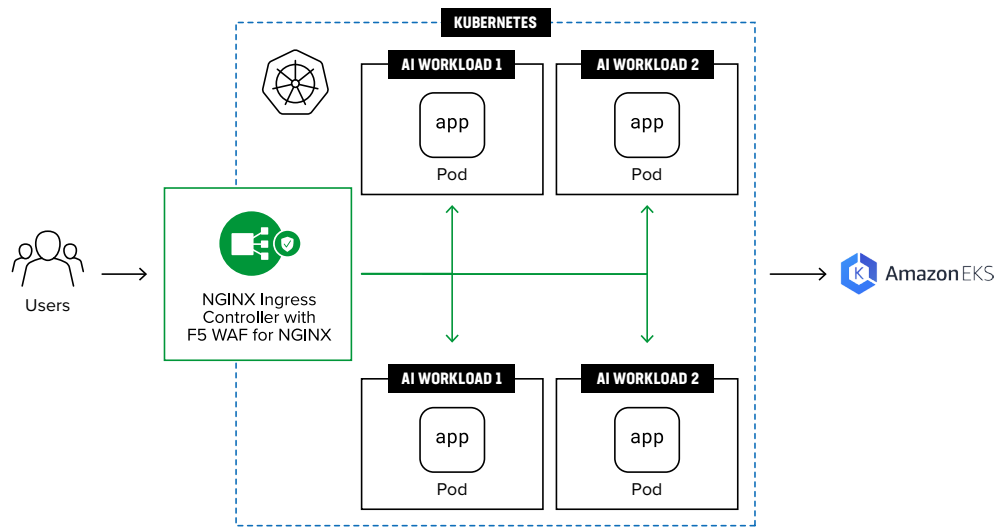 KUBERNETES
AI WORKLOAD 1
AI WORKLOAD 2
app
app
Pod
Pod
Users
NGINX Ingress
Controller with
F5 WAF for NGINX
K
Amazon EKS
AI WORKLOAD 1
AI WORKLOAD 2
app
app
Pod
Pod